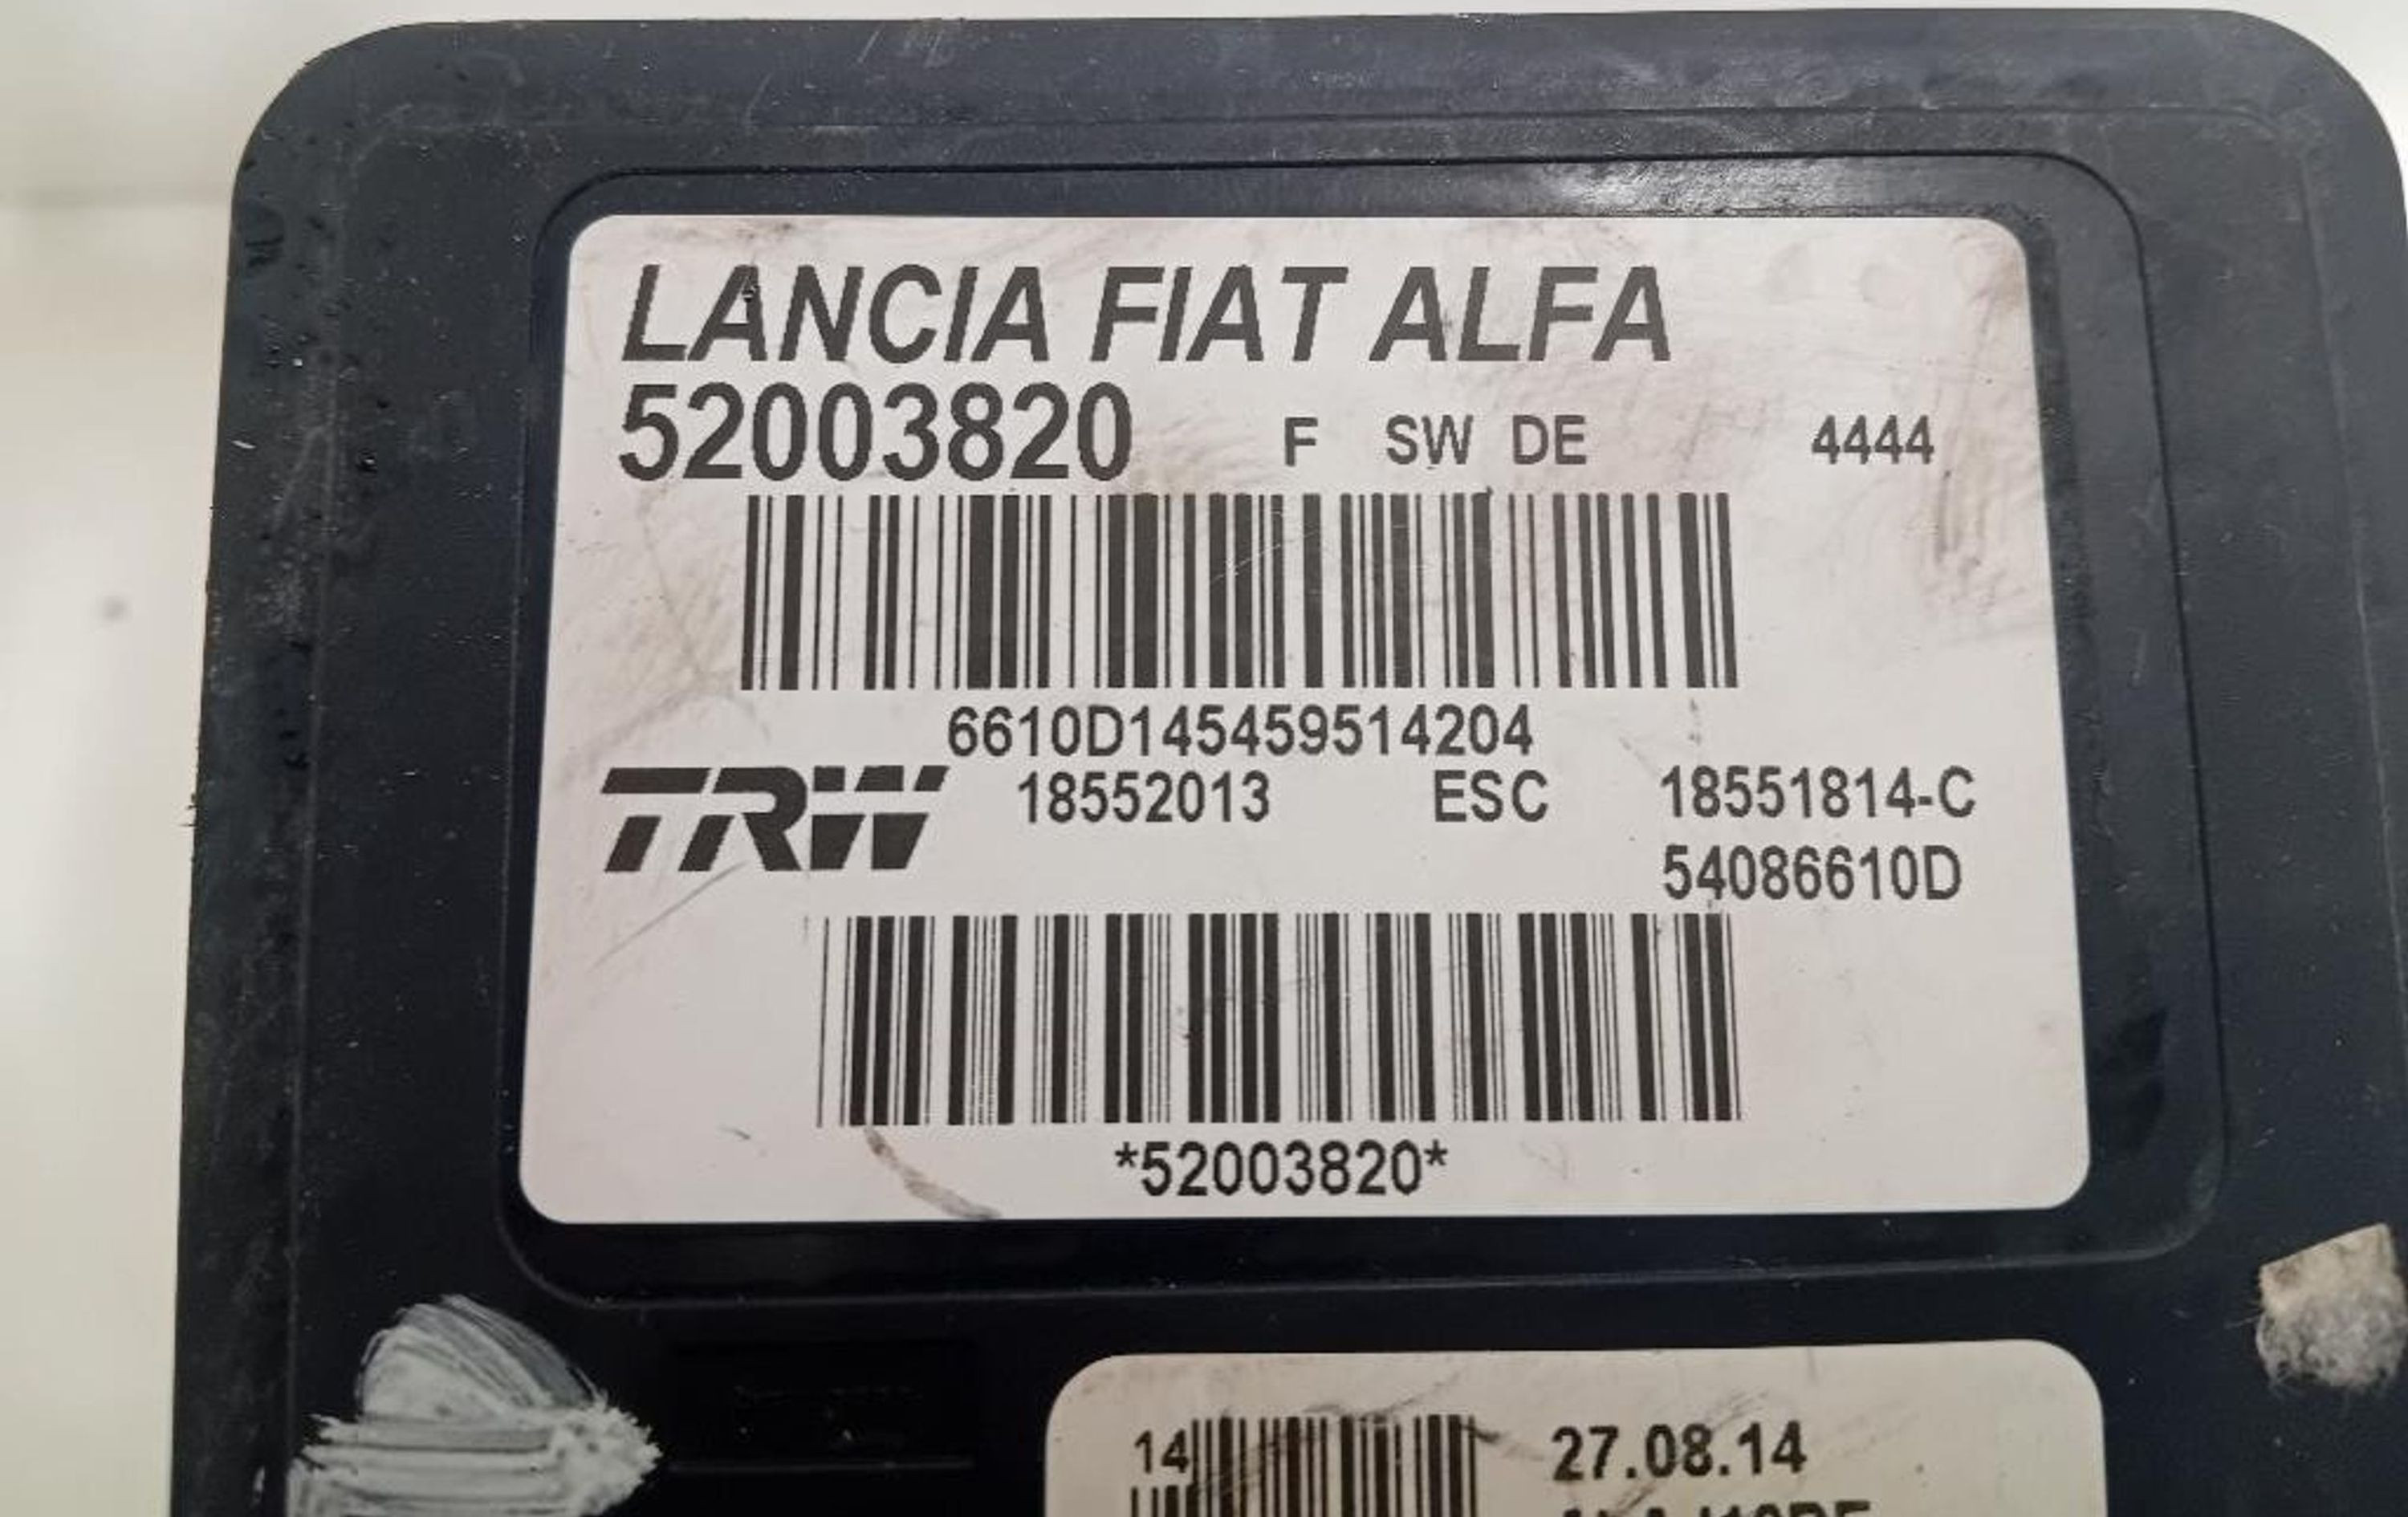 LANCIA FIAT ALFA
52003820 F SW DE 4444
6610D145459514204
TRW 18552013 ESC 18551814-C
54086610D
*52003820*
14 27.08.14